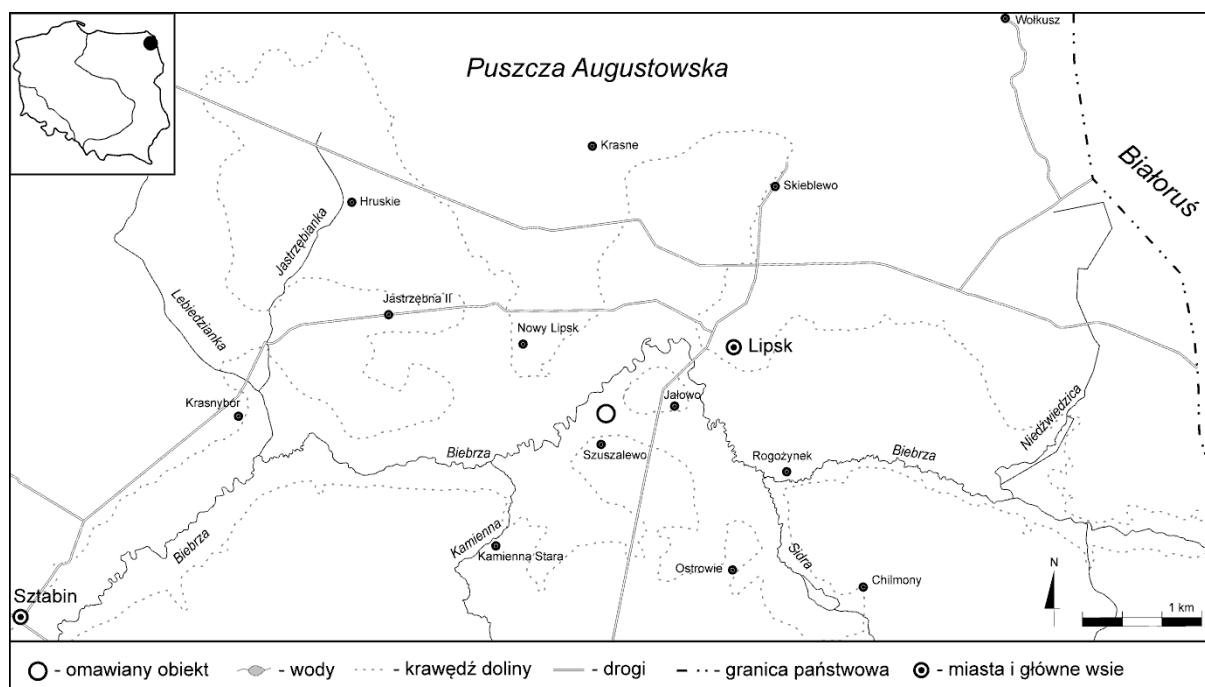 Wołkusz
Puszcza Augustowska
Krasne
Białoruś
Skieblewo
Hruskie
Jastrzębianka
Lebiedzianka
Jastrzębna II
Nowy Lipsk
Lipsk
Krasnybór
Jałowo
Niedźwiedzica
Szuszalewo
Biebrza
Rogożynek
Biebrza
Biebrza
Kamienna
Kamienna Stara
Sidra
Ostrowie
Chilmony
N
Sztabin
1 km
- omawiany obiekt - wody - krawędź doliny - drogi - granica państwowa - miasta i główne wsie